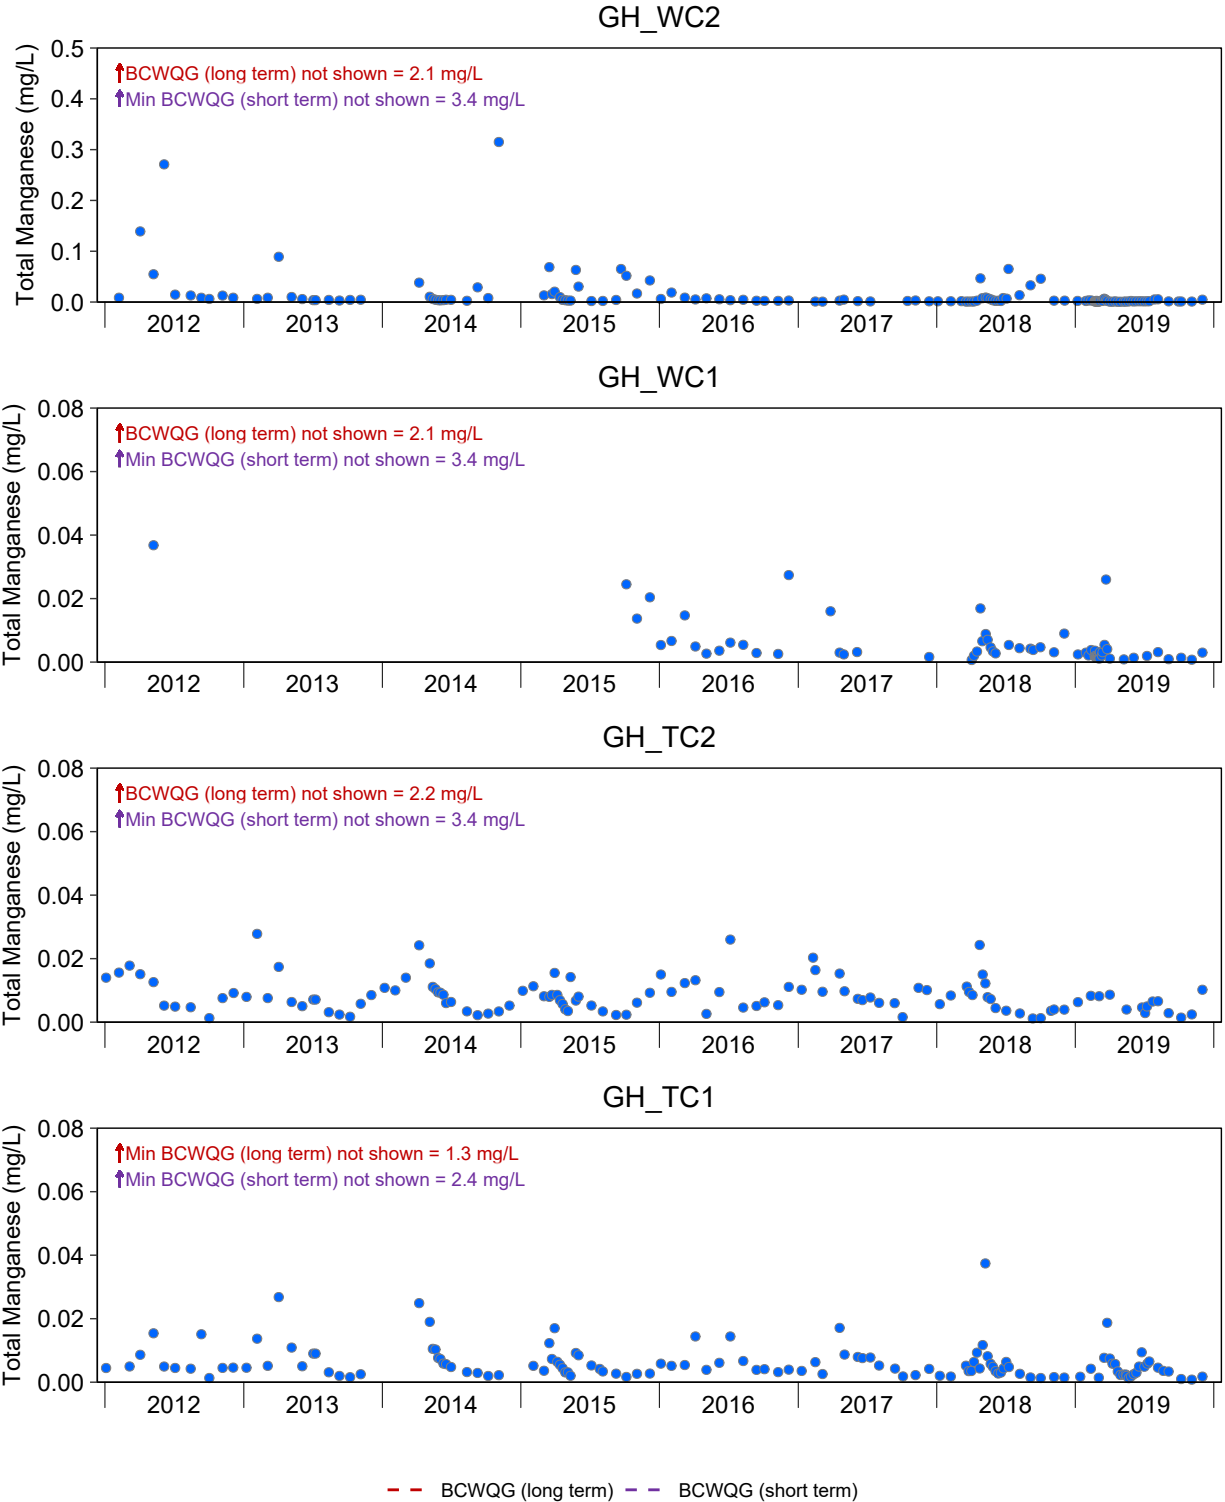 GH_WC2
Total Manganese (mg/L)
0.5
0.4
0.3
0.2
0.1
0.0
BCWQG (long term) not shown = 2.1 mg/L
Min BCWQG (short term) not shown = 3.4 mg/L
2012 2013 2014 2015 2016 2017 2018 2019
GH_WC1
Total Manganese (mg/L)
0.08
0.06
0.04
0.02
0.00
BCWQG (long term) not shown = 2.1 mg/L
Min BCWQG (short term) not shown = 3.4 mg/L
2012 2013 2014 2015 2016 2017 2018 2019
GH_TC2
Total Manganese (mg/L)
0.08
0.06
0.04
0.02
0.00
BCWQG (long term) not shown = 2.2 mg/L
Min BCWQG (short term) not shown = 3.4 mg/L
2012 2013 2014 2015 2016 2017 2018 2019
GH_TC1
Total Manganese (mg/L)
0.08
0.06
0.04
0.02
0.00
Min BCWQG (long term) not shown = 1.3 mg/L
Min BCWQG (short term) not shown = 2.4 mg/L
2012 2013 2014 2015 2016 2017 2018 2019
BCWQG (long term) BCWQG (short term)